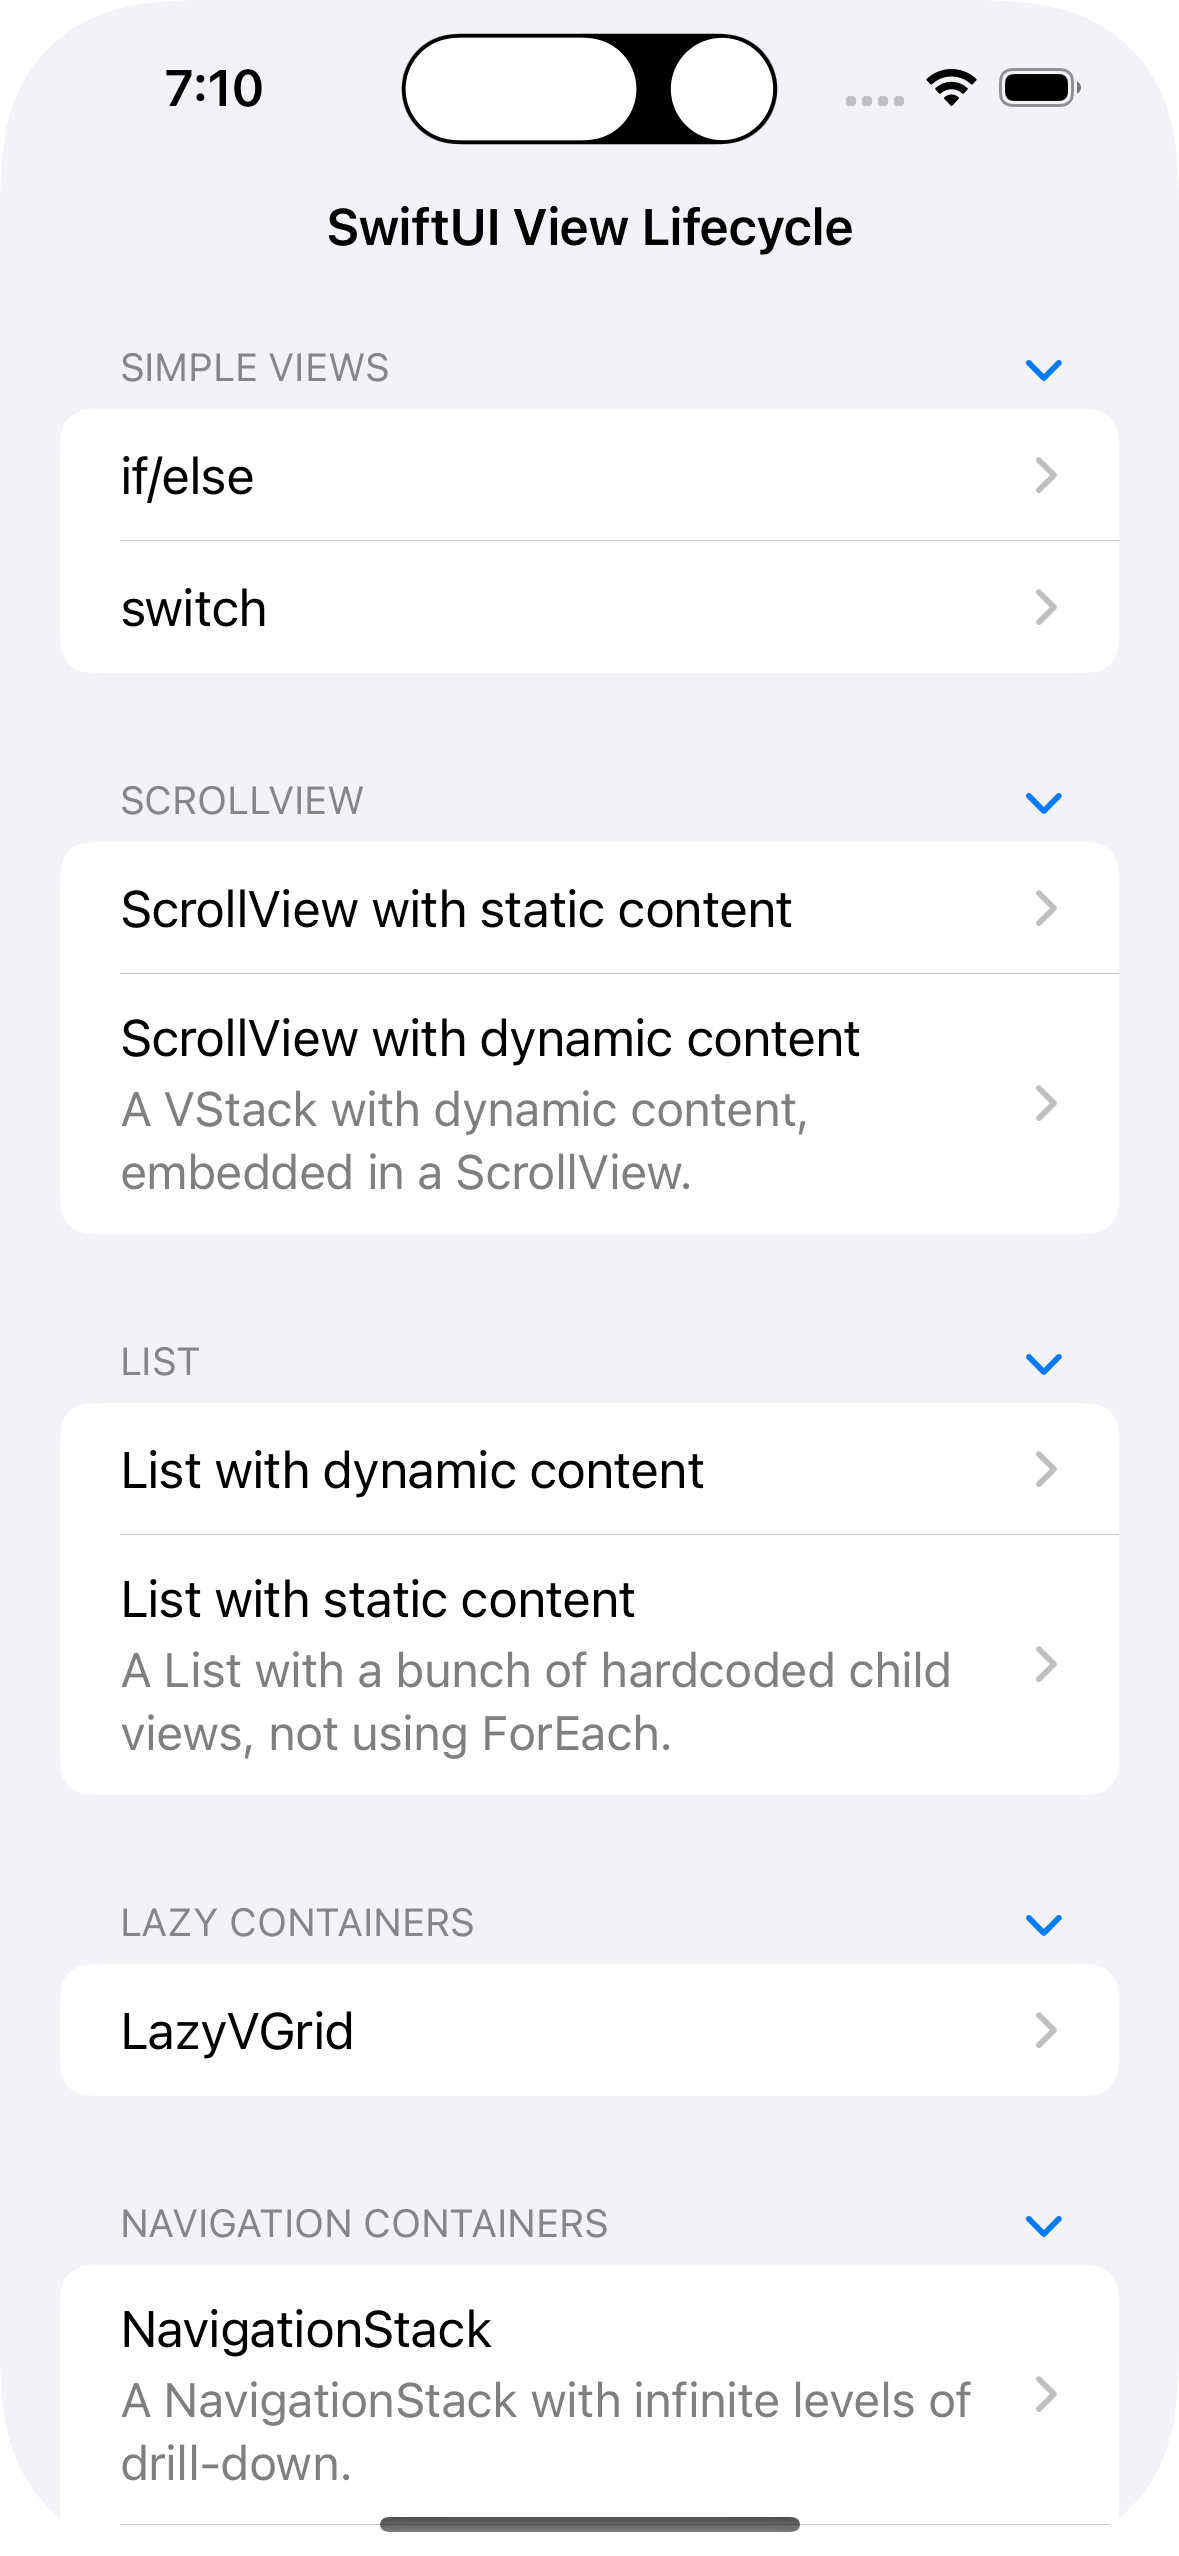 7:10
SwiftUI View Lifecycle
SIMPLE VIEWS
if/else
switch
SCROLLVIEW
ScrollView with static content
ScrollView with dynamic content
A VStack with dynamic content,
embedded in a ScrollView.
LIST
List with dynamic content
List with static content
A List with a bunch of hardcoded child
views, not using ForEach.
LAZY CONTAINERS
LazyVGrid
NAVIGATION CONTAINERS
NavigationStack
A NavigationStack with infinite levels of
drill-down.